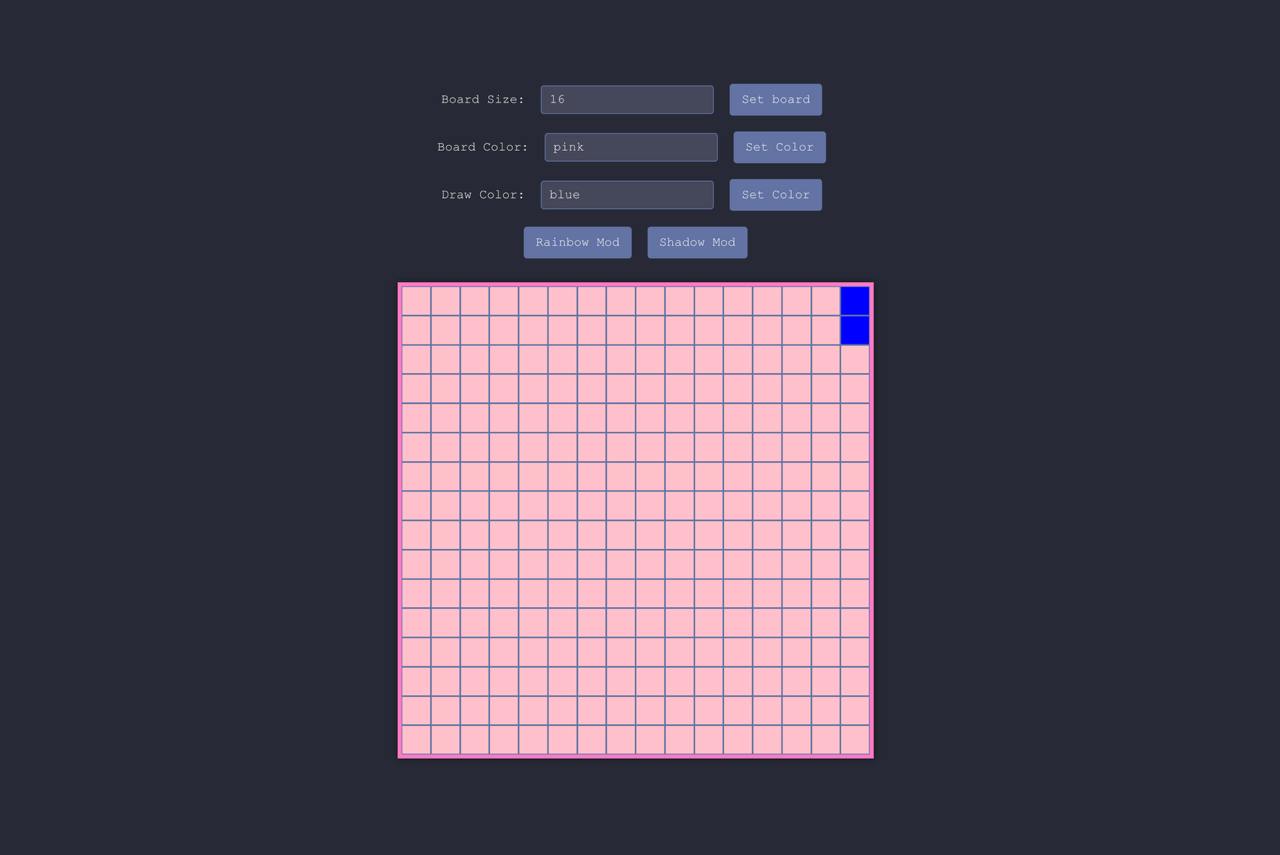 Board Size: 16 Set board
Board Color: pink Set Color
Draw Color: blue Set Color
Rainbow Mod Shadow Mod